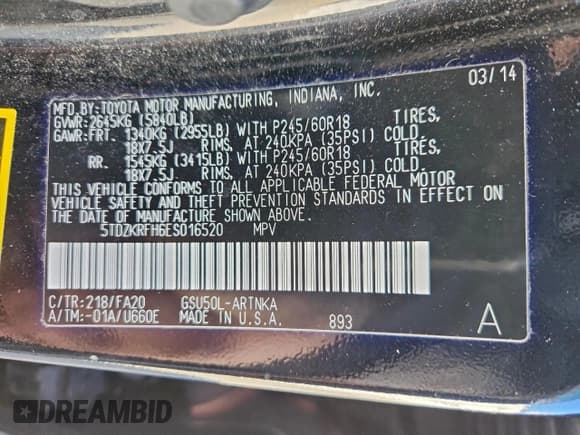 03/14
MFD.BY:TOYOTA MOTOR MANUFACTURING, INDIANA, INC.
GVWR:2645KG(5840LB)
GAWR:FRT. 1340KG(2955LB)WITH P245/60R18 TIRES,
18X7.5J RIMS, AT 240KPA(35PSI)COLD
RR. 1545KG(3415LB)WITH P245/60R18 TIRES,
18X7.5J RIMS, AT 240KPA(35PSI)COLD
THIS VEHICLE CONFORMS TO ALL APPLICABLE FEDERAL MOTOR
VEHICLE SAFETY AND THEFT PREVENTION STANDARDS IN EFFECT ON
THE DATE OF MANUFACTURE SHOWN ABOVE.
5TDZKRFH6ES016520 MPV
C/TR:218/FA20 GSU50L-ARTNKA
A/TM:-01A/U660E MADE IN U.S.A. 893 A
DREAMBID